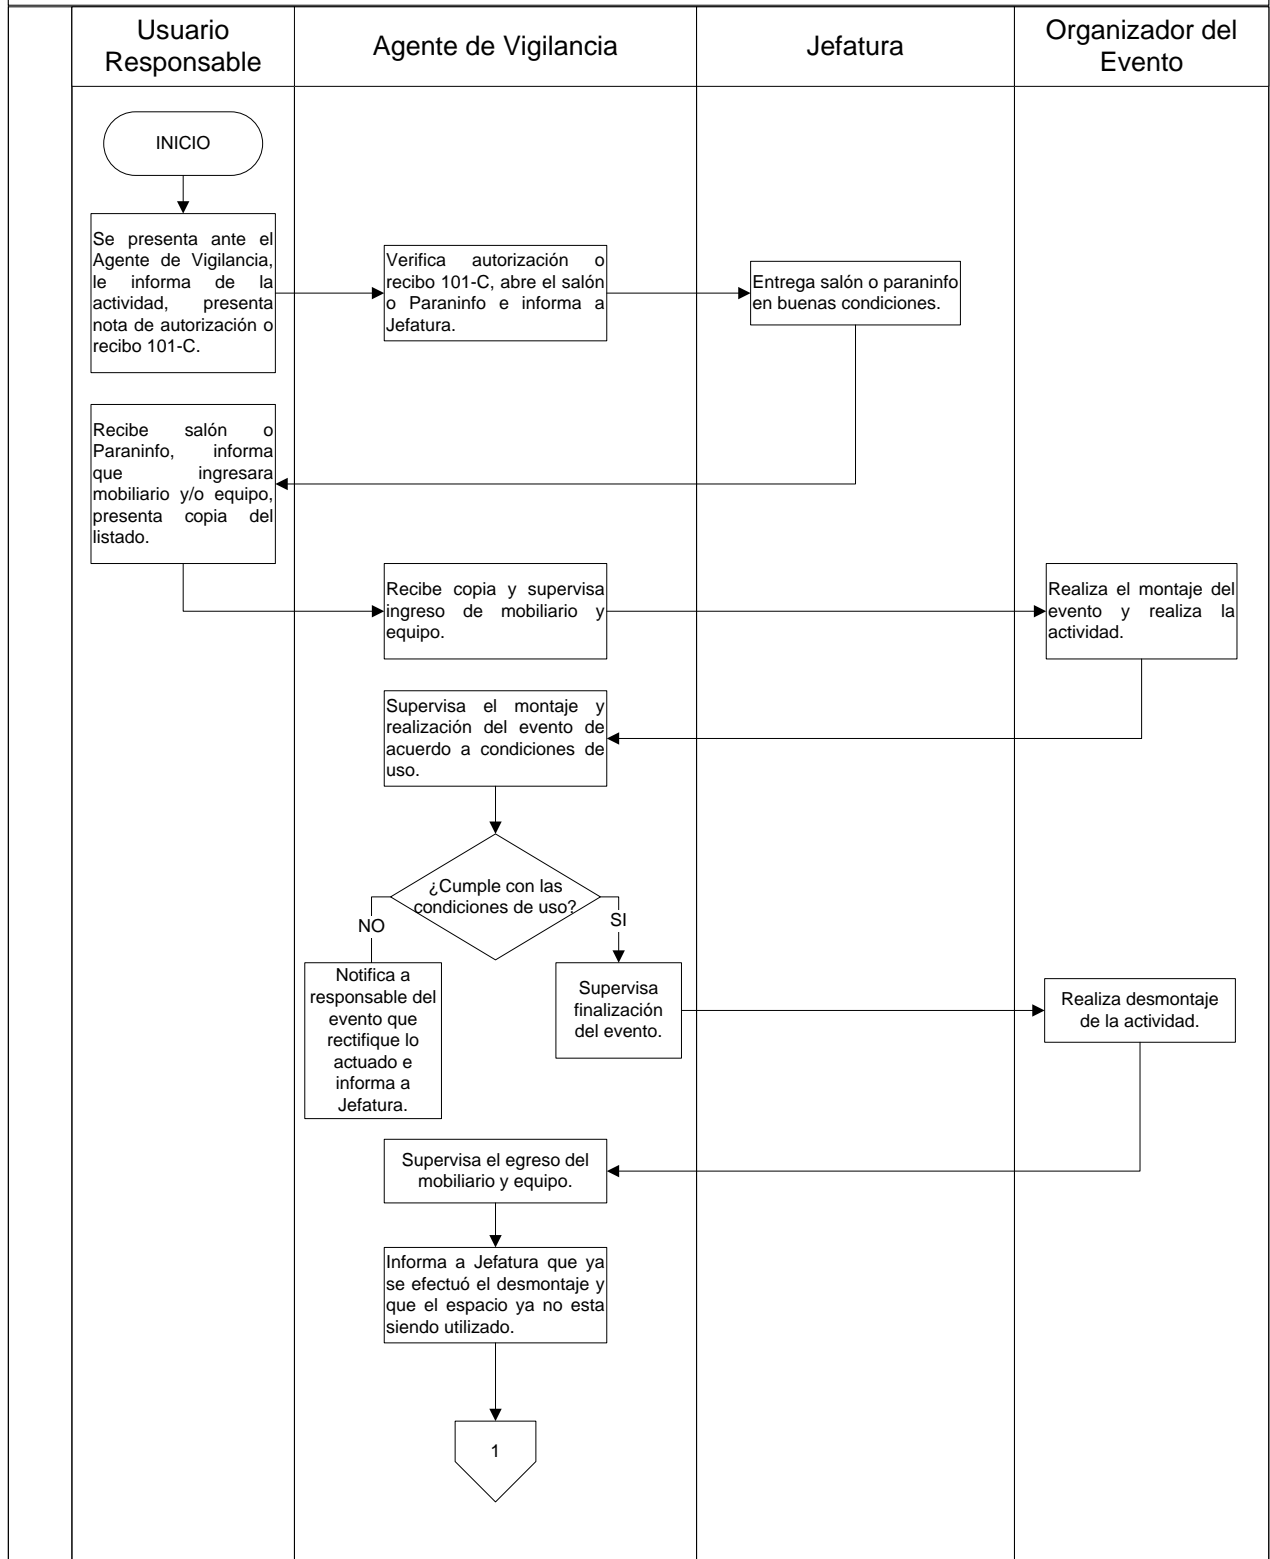 Usuario
Responsable
Agente de Vigilancia
Jefatura
Organizador del
Evento
INICIO
Se presenta ante el
Agente de Vigilancia,
le informa de la
actividad, presenta
nota de autorización o
recibo 101-C.
Verifica autorización o
recibo 101-C, abre el salón
o Paraninfo e informa a
Jefatura.
Entrega salón o paraninfo
en buenas condiciones.
Recibe salón o
Paraninfo, informa
que ingresara
mobiliario y/o equipo,
presenta copia del
listado.
Recibe copia y supervisa
ingreso de mobiliario y
equipo.
Realiza el montaje del
evento y realiza la
actividad.
Supervisa el montaje y
realización del evento de
acuerdo a condiciones de
uso.
¿Cumple con las
condiciones de uso?
NO
SI
Notifica a
responsable del
evento que
rectifique lo
actuado e
informa a
Jefatura.
Supervisa
finalización
del evento.
Realiza desmontaje
de la actividad.
Supervisa el egreso del
mobiliario y equipo.
Informa a Jefatura que ya
se efectuó el desmontaje y
que el espacio ya no esta
siendo utilizado.
1